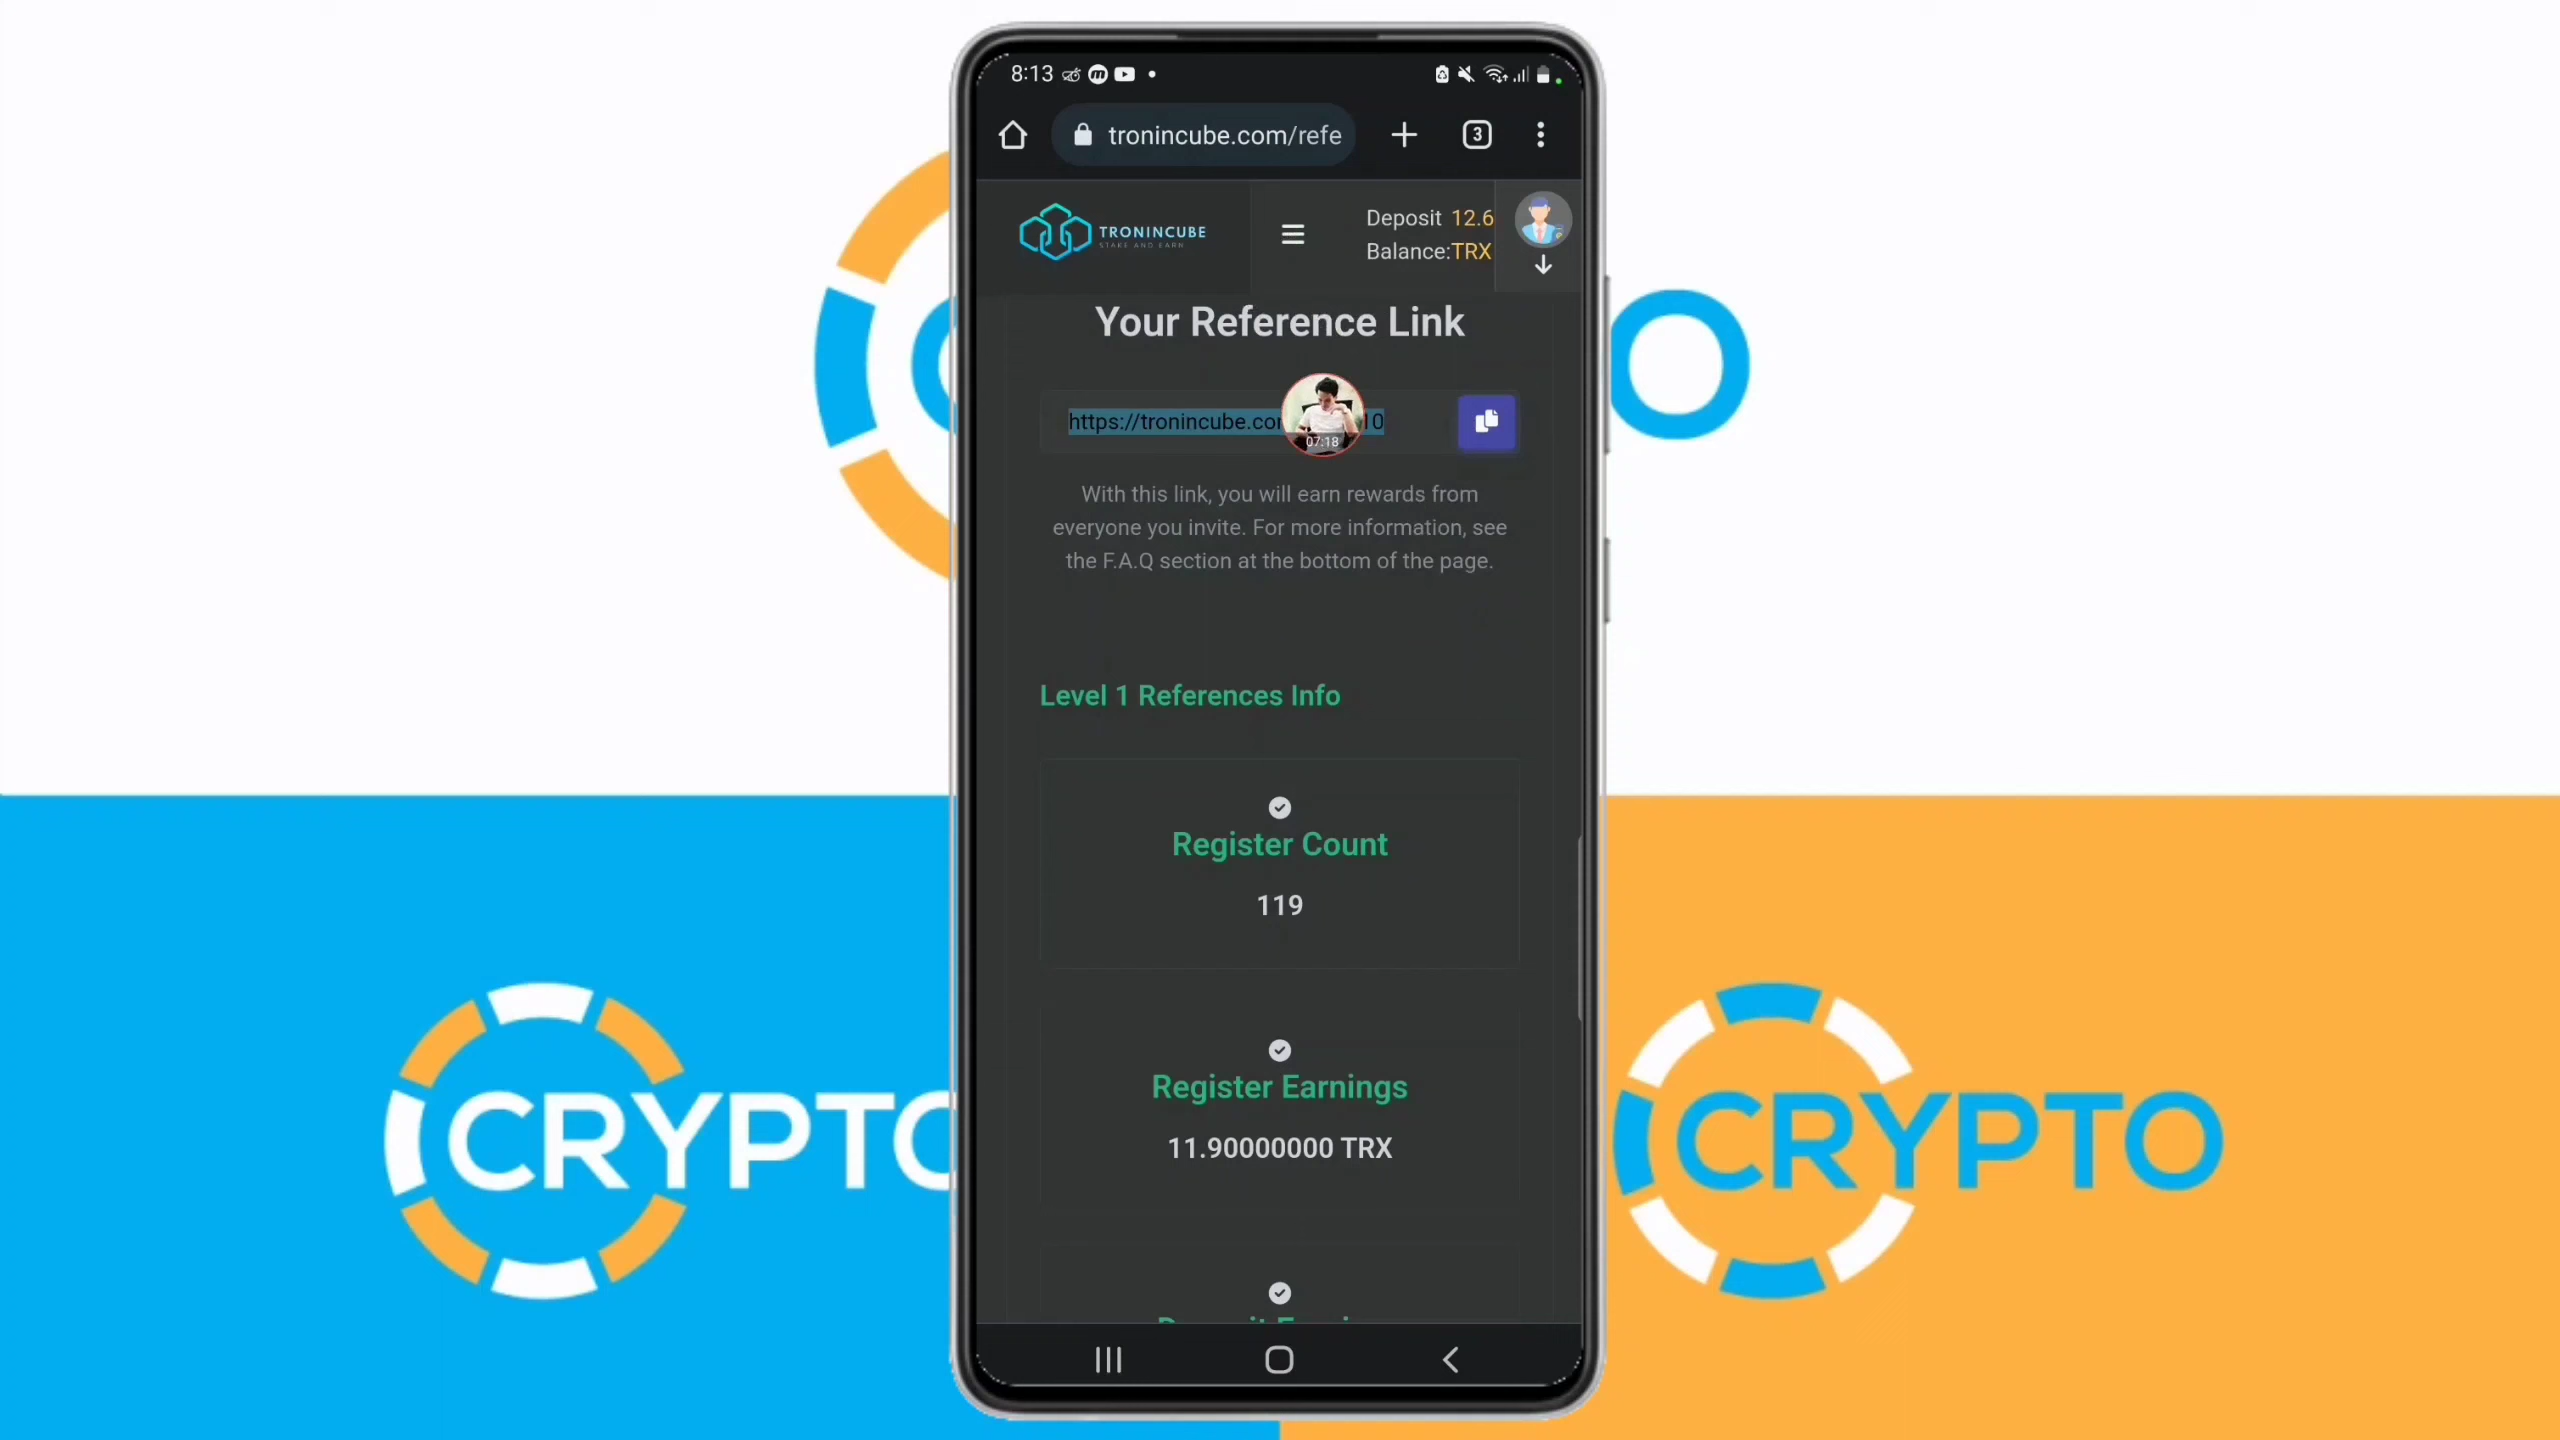 8:13
tronincube.com/refe
3
TRONINCUBE
STAKE AND EARN
Deposit 12.6
Balance:TRX
Your Reference Link
https://tronincube.co
10
07:18
With this link, you will earn rewards from
everyone you invite. For more information, see
the F.A.Q section at the bottom of the page.
Level 1 References Info
Register Count
119
Register Earnings
11.90000000 TRX
CRYPTO
CRYPTO